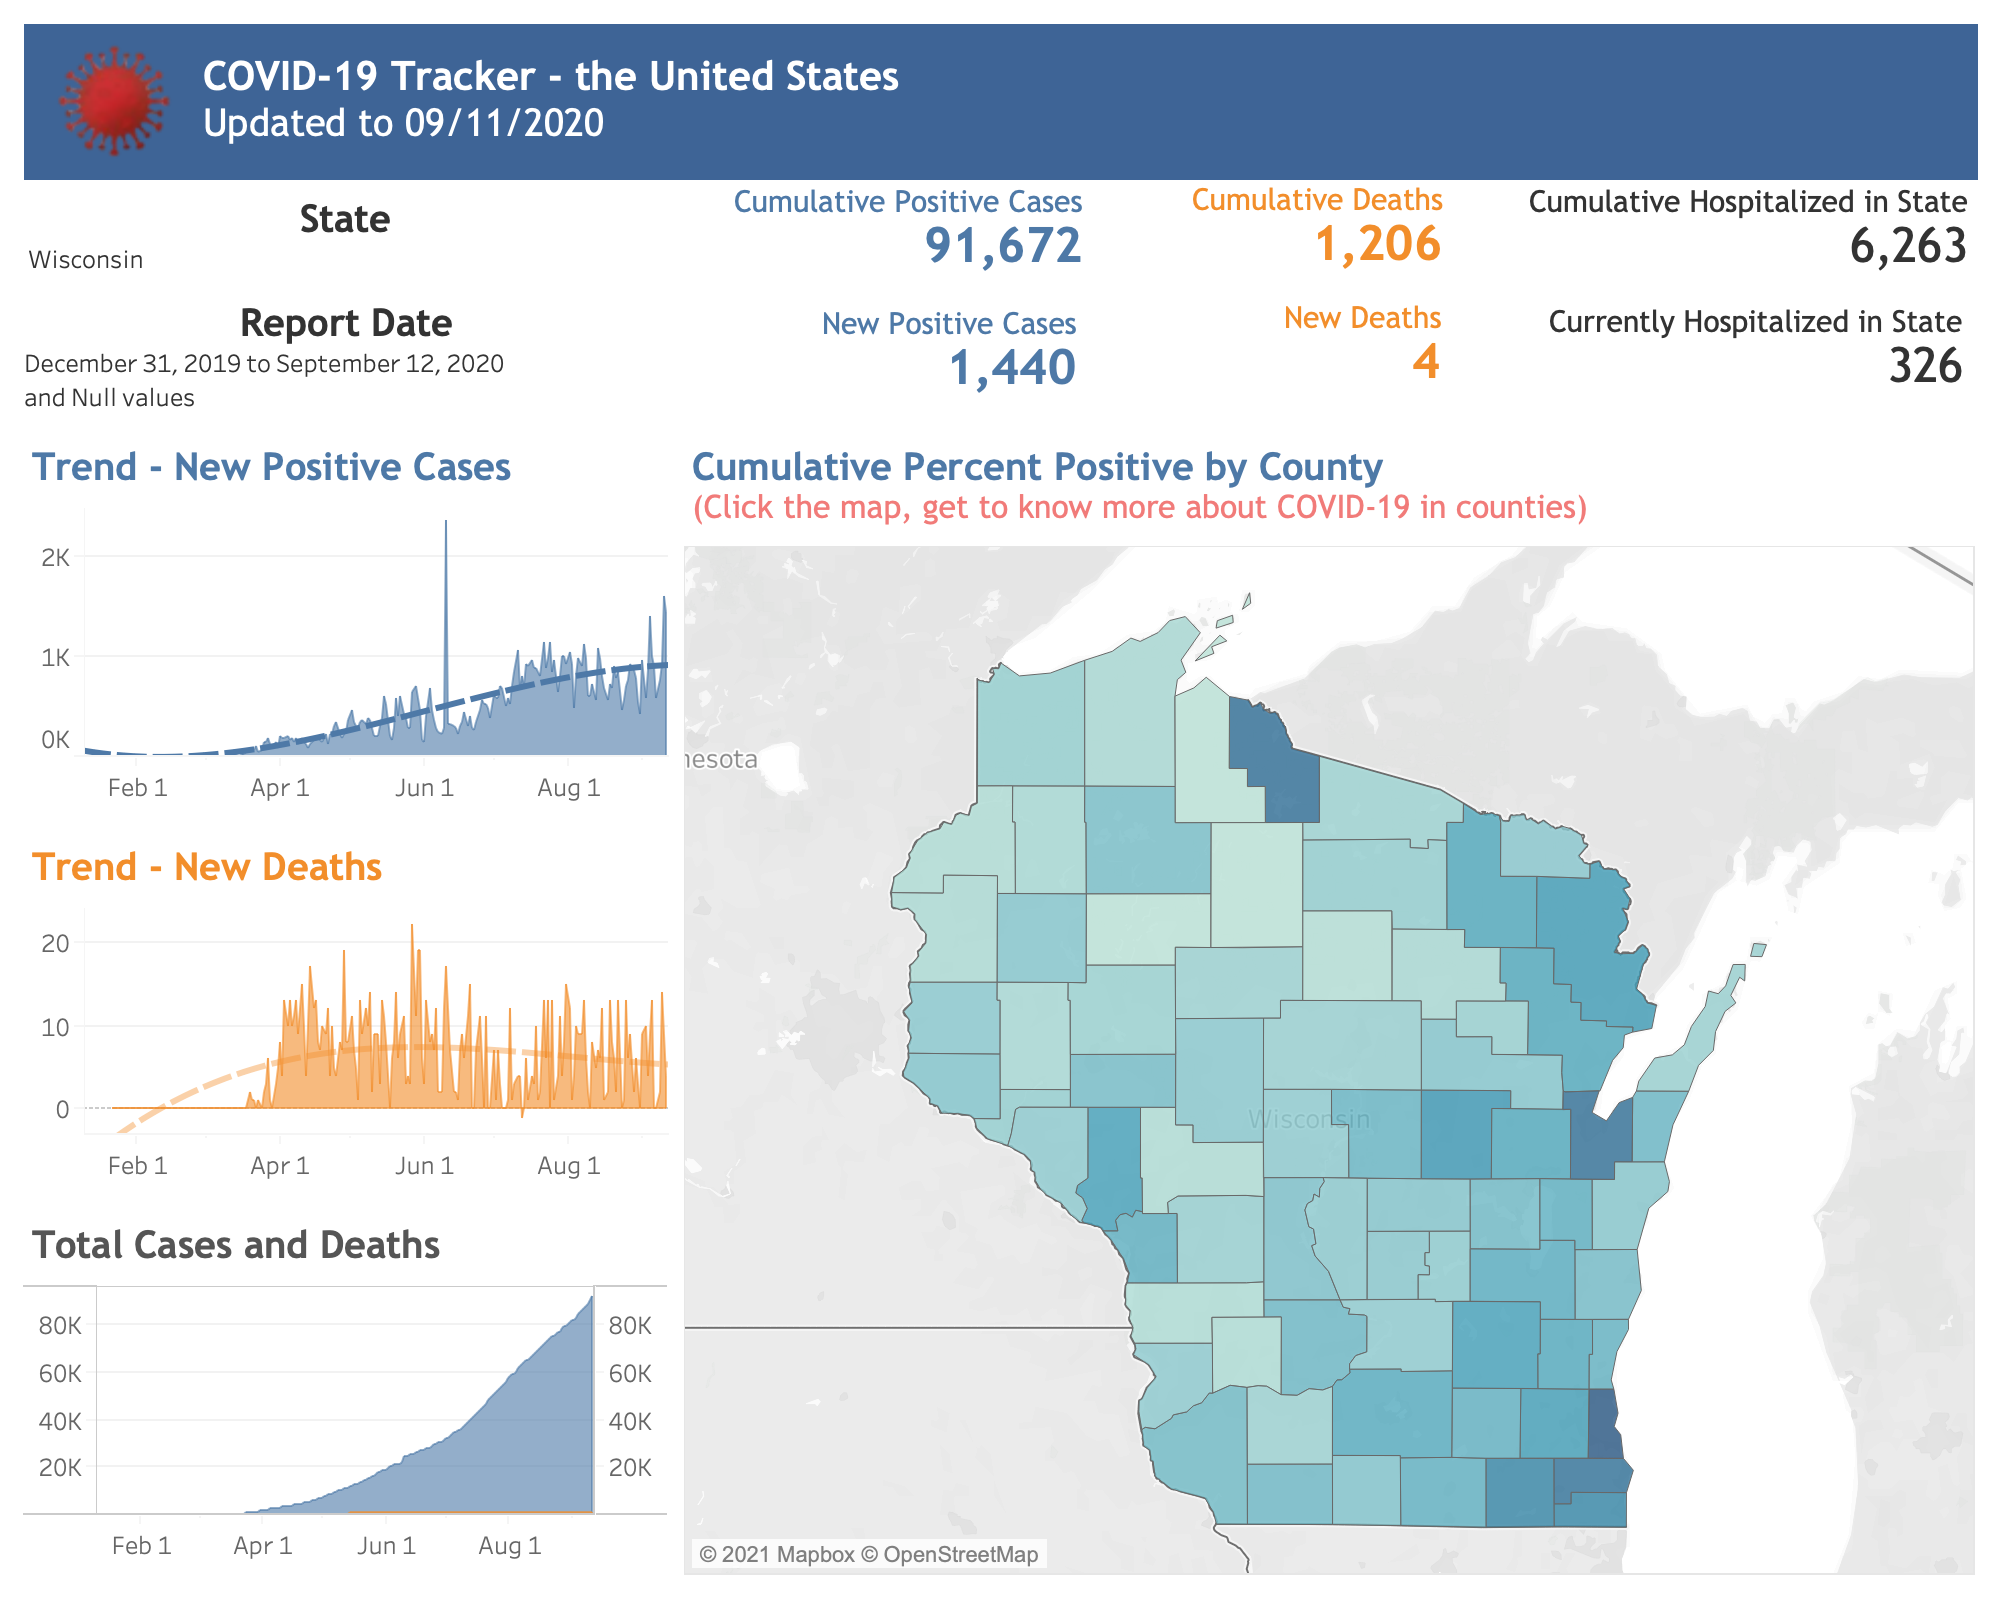 COVID-19 Tracker - the United States
Updated to 09/11/2020
State
Wisconsin
Report Date
December 31, 2019 to September 12, 2020
and Null values
Cumulative Positive Cases
91,672
Cumulative Deaths
1,206
Cumulative Hospitalized in State
6,263
New Positive Cases
1,440
New Deaths
4
Currently Hospitalized in State
326
Trend - New Positive Cases
2K
1K
0K
Feb 1 Apr 1 Jun 1 Aug 1
Trend - New Deaths
20
10
0
Feb 1 Apr 1 Jun 1 Aug 1
Total Cases and Deaths
80K 80K
60K 60K
40K 40K
20K 20K
Feb 1 Apr 1 Jun 1 Aug 1
Cumulative Percent Positive by County
(Click the map, get to know more about COVID-19 in counties)
nesota
Wisconsin
© 2021 Mapbox © OpenStreetMap